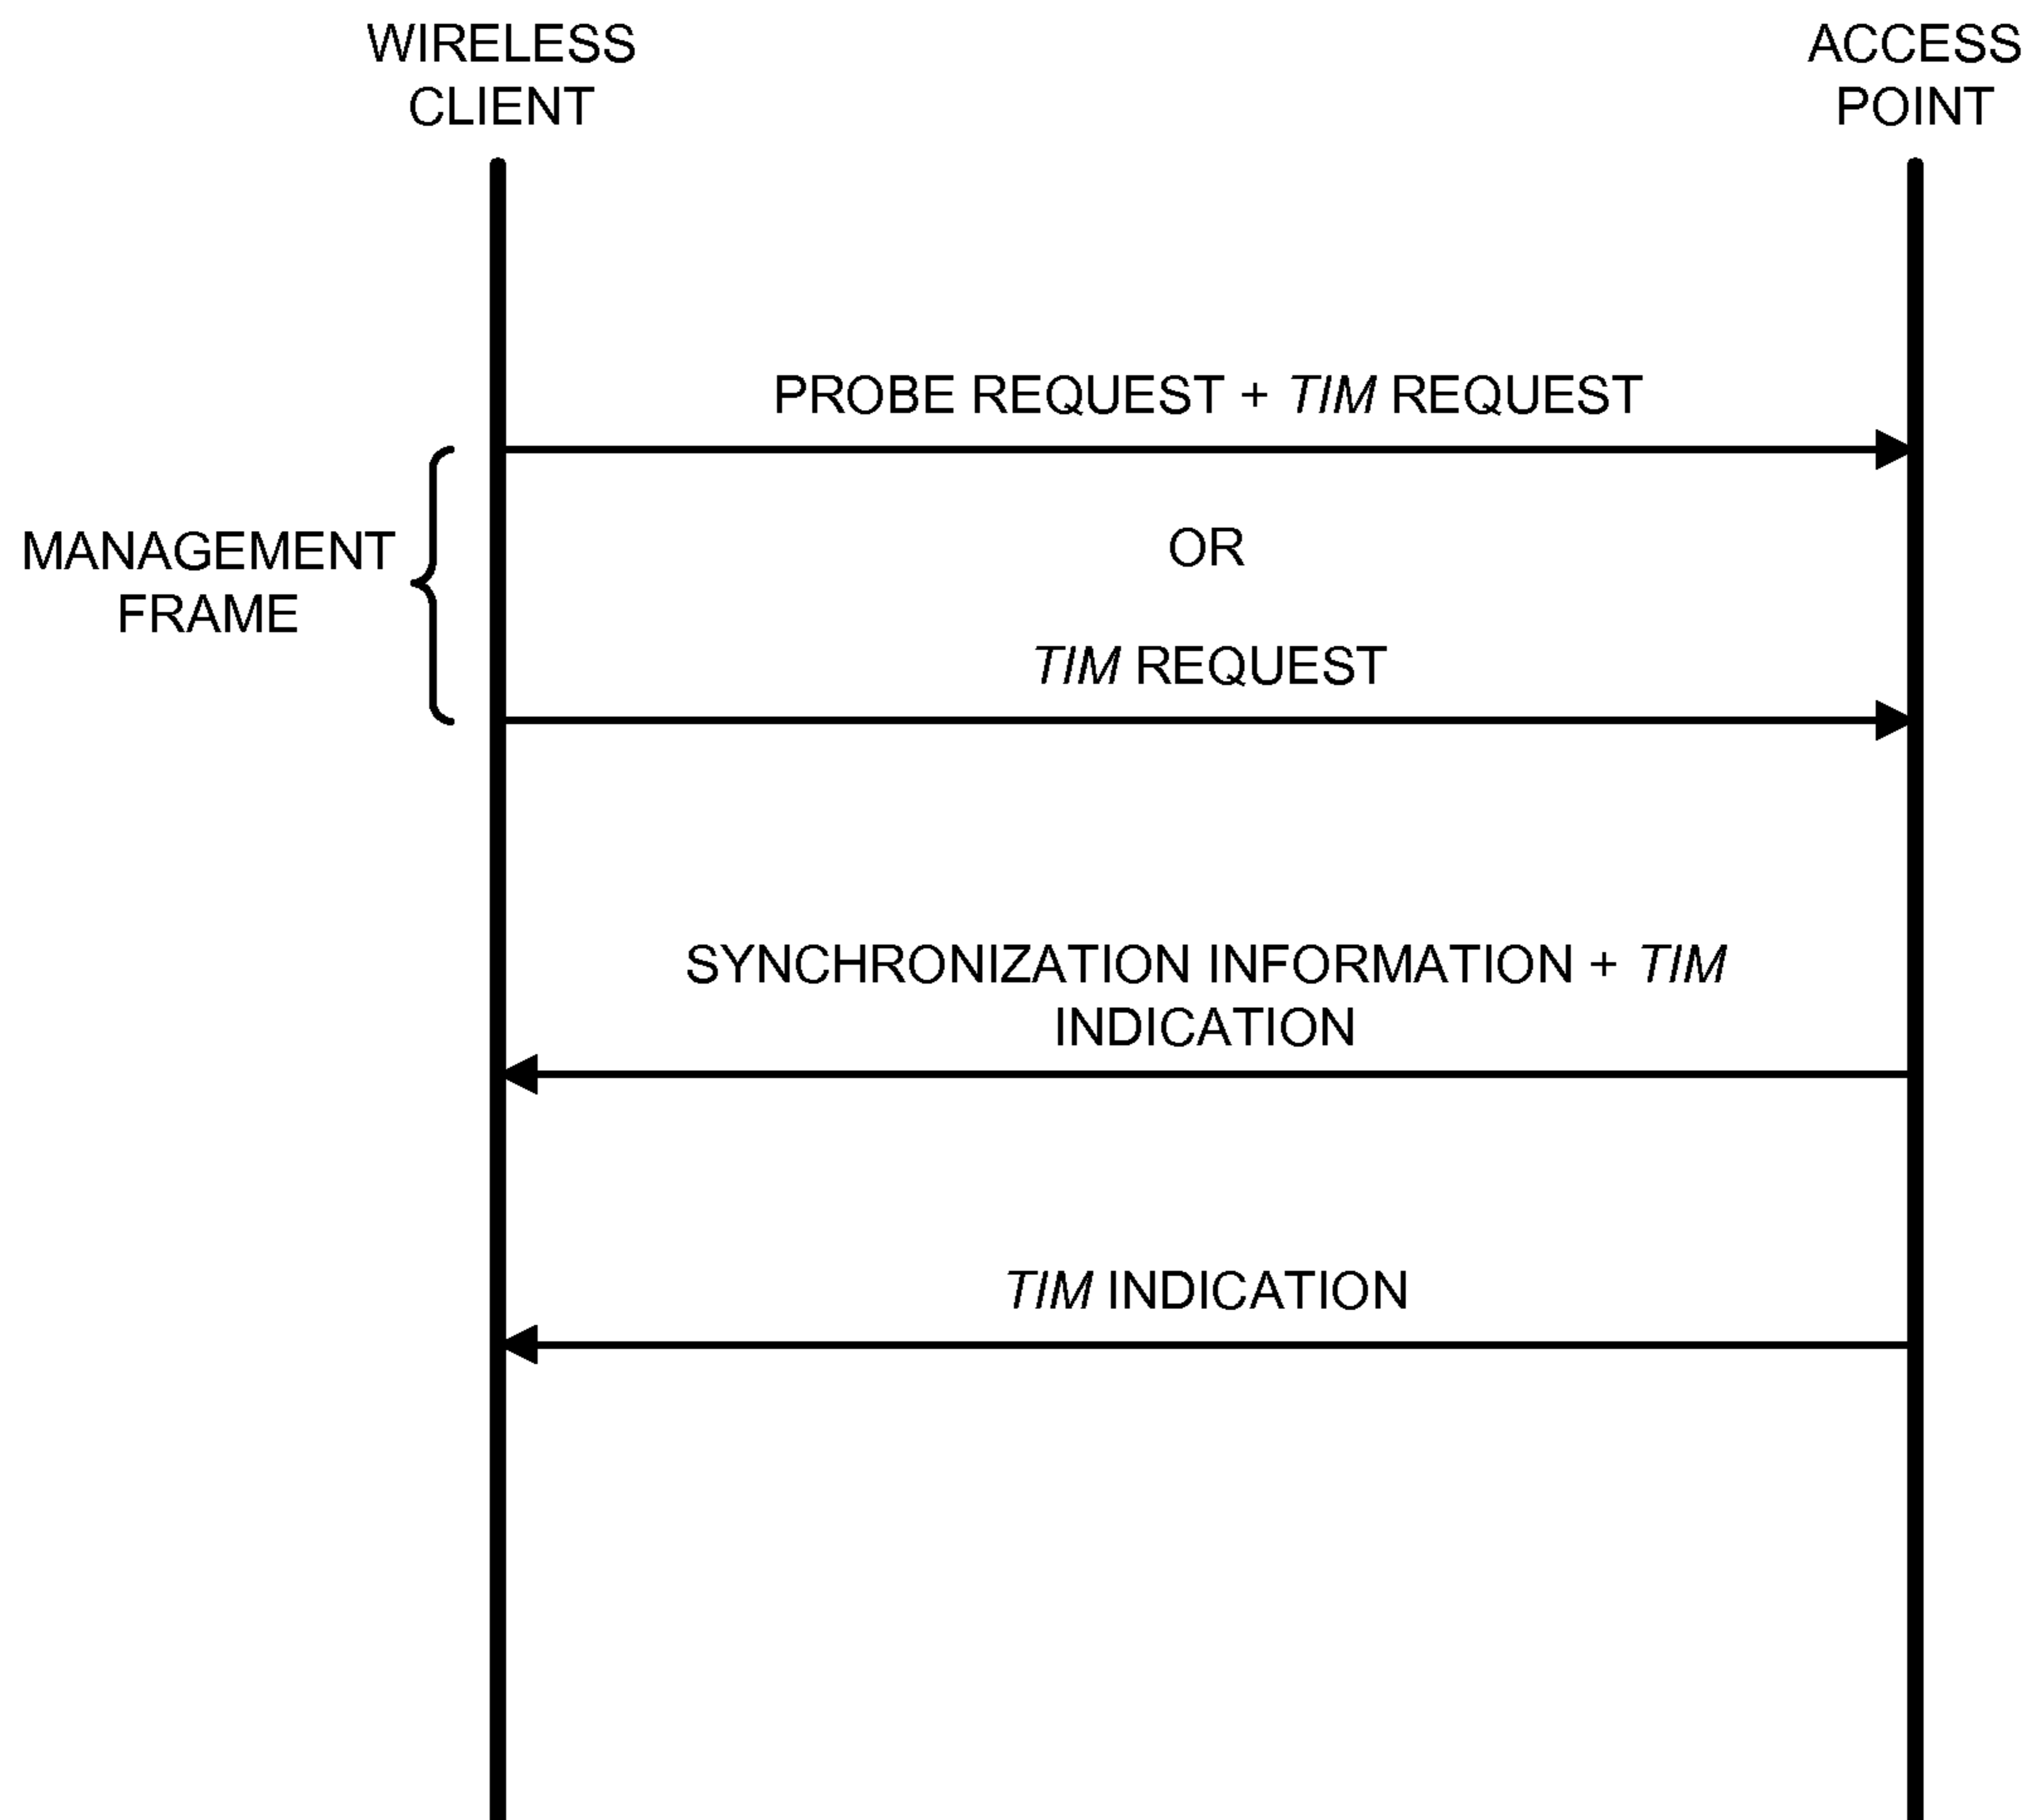 WIRELESS
CLIENT
ACCESS
POINT
PROBE REQUEST + TIM REQUEST
MANAGEMENT
FRAME
OR
TIM REQUEST
SYNCHRONIZATION INFORMATION + TIM
INDICATION
TIM INDICATION